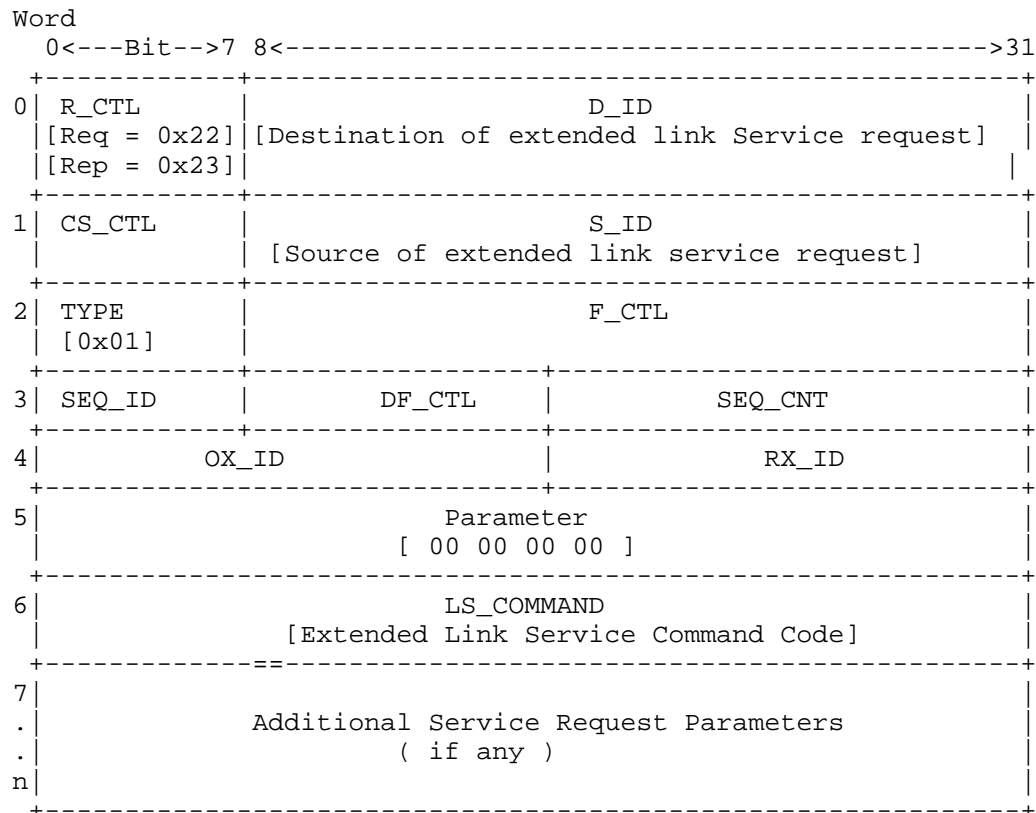 Word
0<---Bit-->7 8<-------------------------------------------->31
+------------+------------------------------------------------+
0| R_CTL | D_ID |
|[Req = 0x22]|[Destination of extended link Service request] |
|[Rep = 0x23]| |
+------------+------------------------------------------------+
1| CS_CTL | S_ID |
| | [Source of extended link service request] |
+------------+------------------------------------------------+
2| TYPE | F_CTL |
| [0x01] | |
+------------+------------------+-----------------------------+
3| SEQ_ID | DF_CTL | SEQ_CNT |
+------------+------------------+-----------------------------+
4| OX_ID | RX_ID |
+-------------------------------+-----------------------------+
5| Parameter |
| [ 00 00 00 00 ] |
+-------------------------------------------------------------+
6| LS_COMMAND |
| [Extended Link Service Command Code] |
+-------------==----------------------------------------------+
7| |
.| Additional Service Request Parameters |
.| ( if any ) |
n| |
+-------------------------------------------------------------+